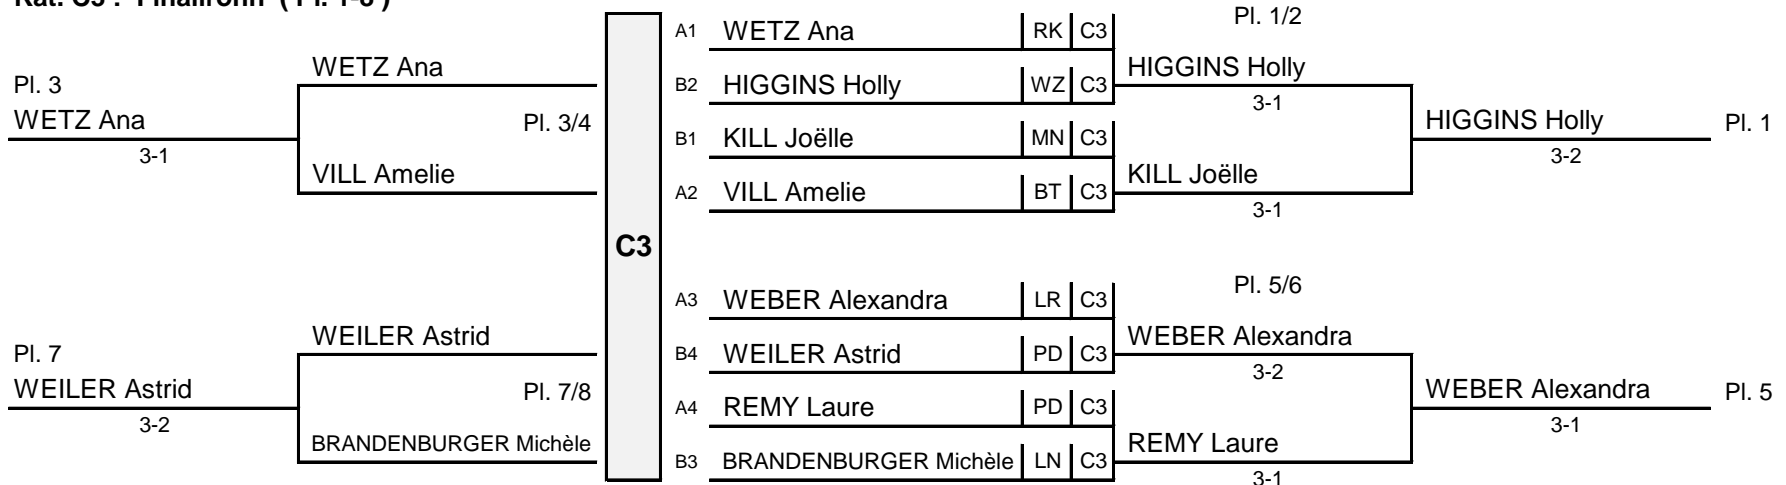 Kat. C3 : Finalironn ( Pl. 1-8 )
Pl. 1/2
A1 WETZ Ana RK C3
WETZ Ana
HIGGINS Holly
Pl. 3
B2 HIGGINS Holly WZ C3
3-1
WETZ Ana
Pl. 3/4
B1 KILL Joëlle MN C3
HIGGINS Holly
Pl. 1
3-1
3-2
VILL Amelie
A2 VILL Amelie BT C3
KILL Joëlle
3-1
C3
Pl. 5/6
A3 WEBER Alexandra LR C3
WEILER Astrid
WEBER Alexandra
Pl. 7
B4 WEILER Astrid PD C3
3-2
WEILER Astrid
Pl. 7/8
A4 REMY Laure PD C3
WEBER Alexandra
Pl. 5
3-2
3-1
BRANDENBURGER Michèle
B3 BRANDENBURGER Michèle LN C3
REMY Laure
3-1